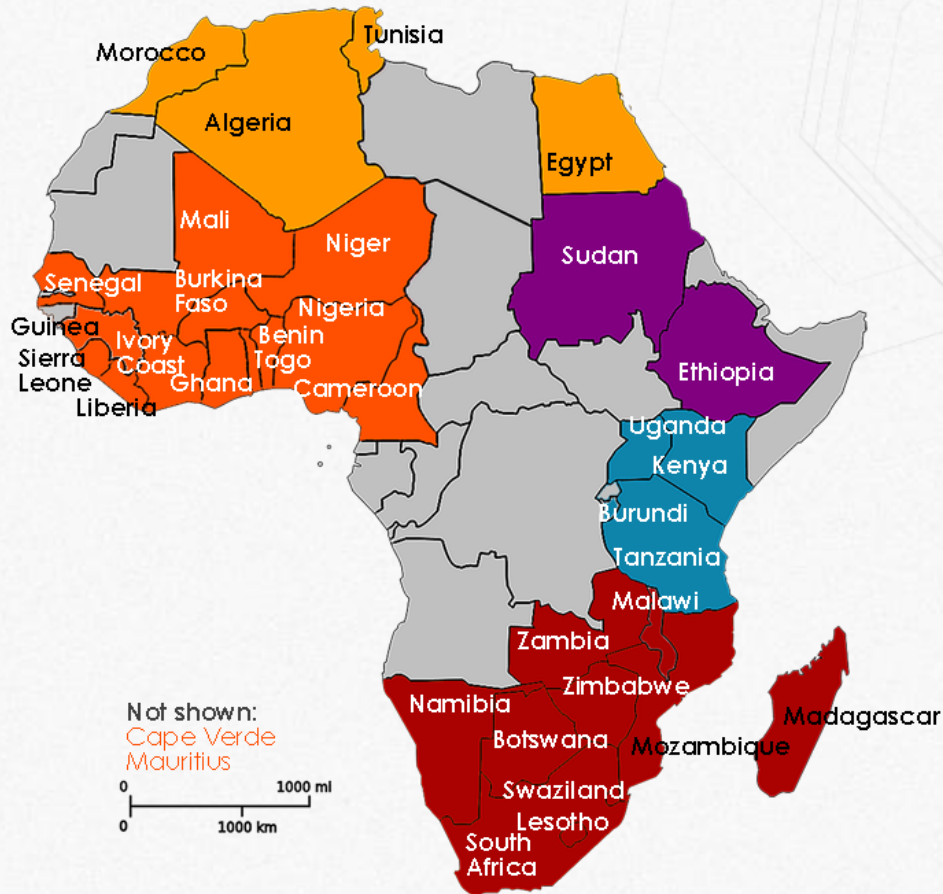 Tunisia
Morocco
Algeria
Egypt
Mali
Niger
Sudan
Senegal
Burkina
Faso
Nigeria
Guinea
Ivory
Coast
Benin
Togo
Sierra
Leone
Ghana
Cameroon
Liberia
Ethiopia
Uganda
Kenya
Burundi
Tanzania
Malawi
Zambia
Zimbabwe
Namibia
Botswana
Mozambique
Madagascar
Swaziland
Lesotho
South
Africa
Not shown:
Cape Verde
Mauritius
0 1000 mi
0 1000 km